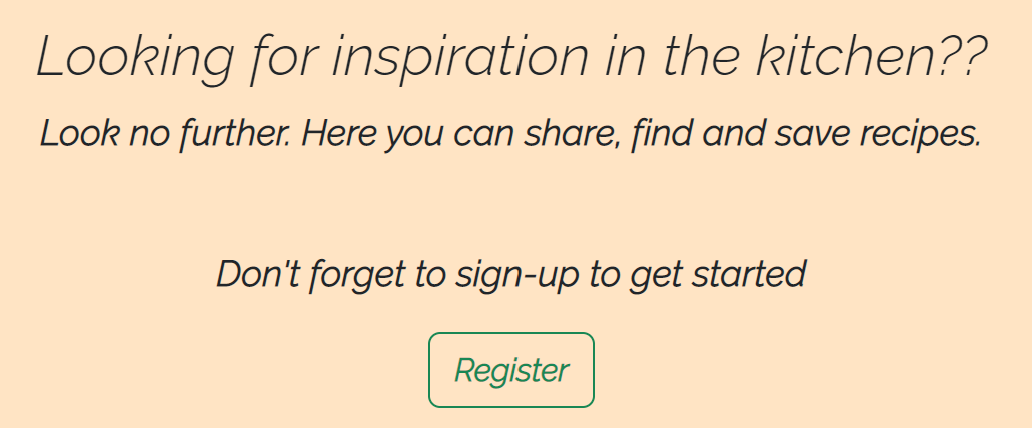 Looking for inspiration in the kitchen??
Look no further. Here you can share, find and save recipes.
Don't forget to sign-up to get started
Register